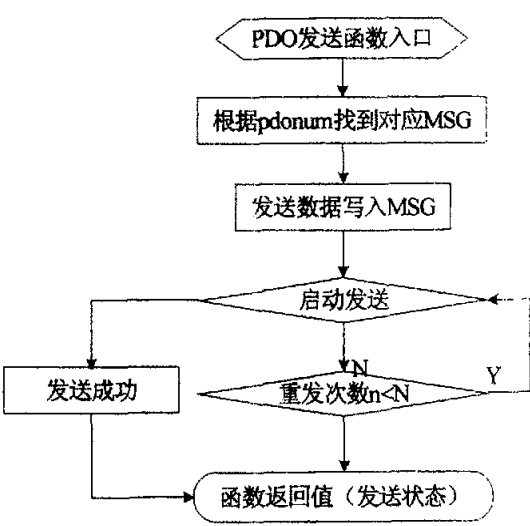 PDO发送函数入口
根据pdonum找到对应MSG
发送数据写入MSG
启动发送
N
Y
发送成功
重发次数n<N
函数返回值（发送状态）